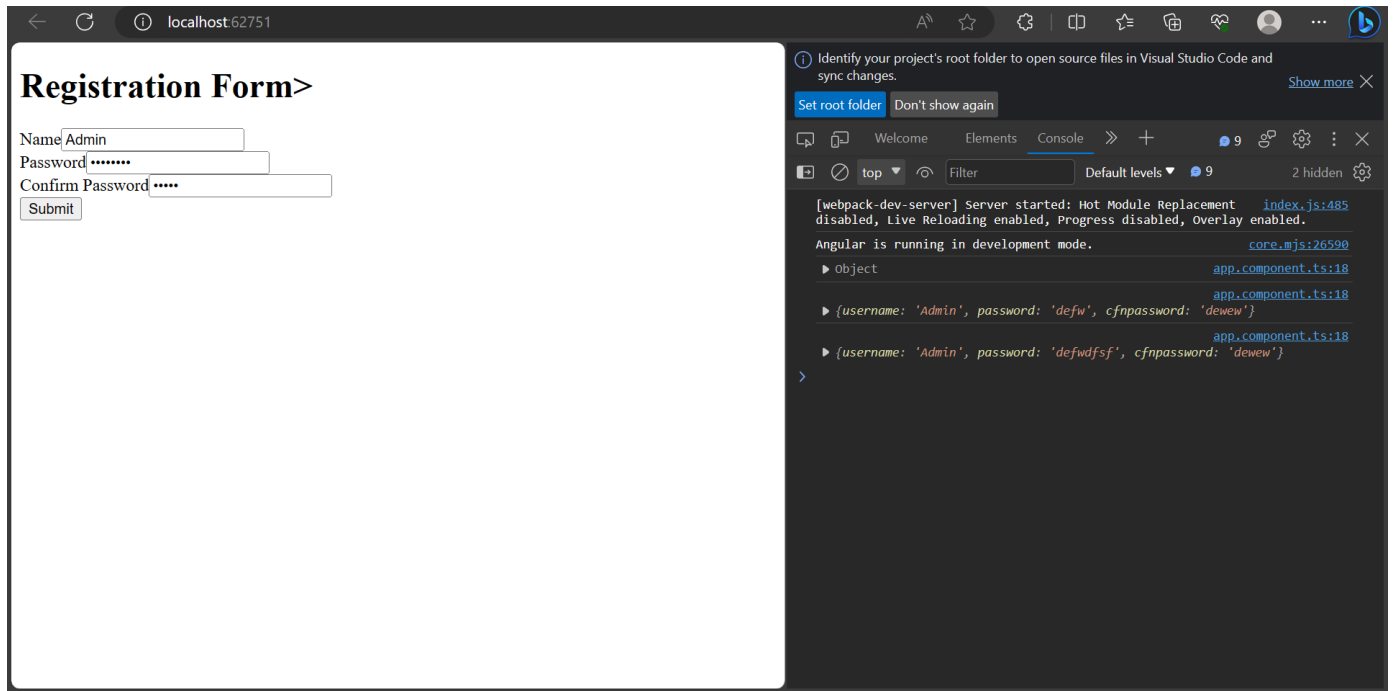 localhost:62751
Registration Form>
Name Admin
Password ••••••••
Confirm Password •••••
Submit
Identify your project's root folder to open source files in Visual Studio Code and
sync changes.
Show more
Set root folder Don't show again
Welcome Elements Console 9
top Filter Default levels 9 2 hidden
[webpack-dev-server] Server started: Hot Module Replacement index.js:485
disabled, Live Reloading enabled, Progress disabled, Overlay enabled.
Angular is running in development mode. core.mjs:26590
Object app.component.ts:18
app.component.ts:18
{username: 'Admin', password: 'defw', cfnpassword: 'dewew'}
app.component.ts:18
{username: 'Admin', password: 'defwdfsf', cfnpassword: 'dewew'}